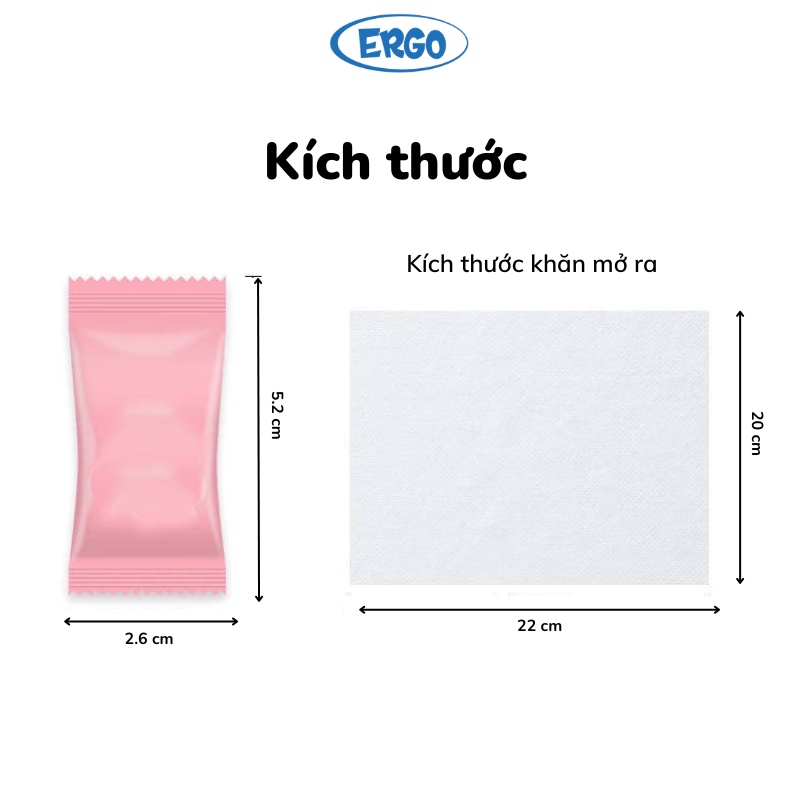 ERGO
Kích thước
Kích thước khăn mở ra
5.2 cm
20 cm
2.6 cm
22 cm